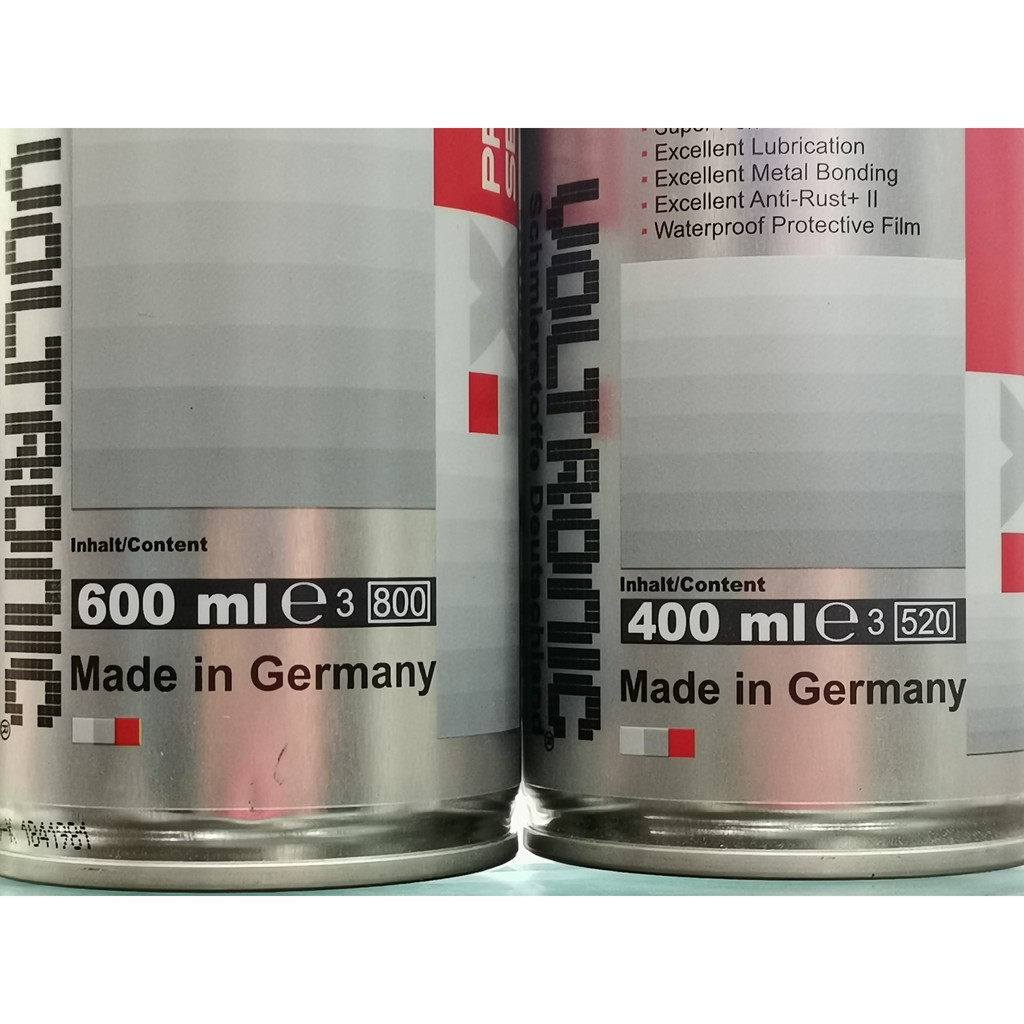 VOLTRONIC®
Inhalt/Content
600 ml ℮ 3 800
Made in Germany
1841981
Excellent Lubrication
Excellent Metal Bonding
Excellent Anti-Rust+ II
Waterproof Protective Film
VOLTRONIC®
Schmierstoffe Deutschland
Inhalt/Content
400 ml ℮ 3 520
Made in Germany